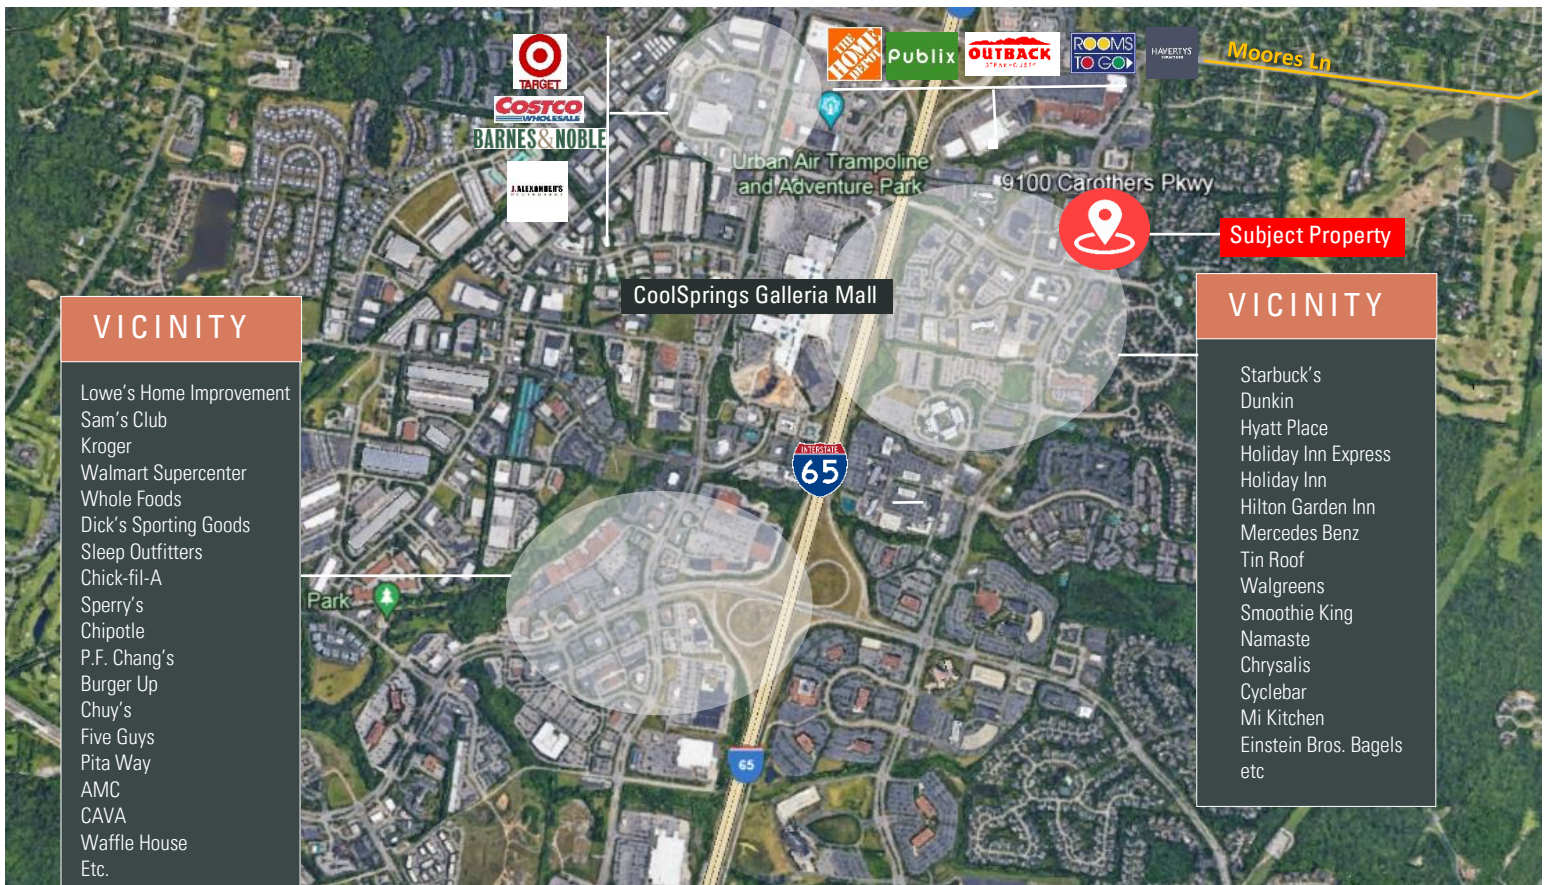 TARGET
COSTCO
WHOLESALE
BARNES&NOBLE
J. ALEXANDER'S
THE
HOME
DEPOT
Publix
OUTBACK
STEAKHOUSE
ROOMS
TO GO
HAVERTYS
Moores Ln
Urban Air Trampoline
and Adventure Park
9100 Carothers Pkwy
Subject Property
CoolSprings Galleria Mall
VICINITY
Lowe's Home Improvement
Sam's Club
Kroger
Walmart Supercenter
Whole Foods
Dick's Sporting Goods
Sleep Outfitters
Chick-fil-A
Sperry's
Chipotle
P.F. Chang's
Burger Up
Chuy's
Five Guys
Pita Way
AMC
CAVA
Waffle House
Etc.
VICINITY
Starbuck's
Dunkin
Hyatt Place
Holiday Inn Express
Holiday Inn
Hilton Garden Inn
Mercedes Benz
Tin Roof
Walgreens
Smoothie King
Namaste
Chrysalis
Cyclebar
Mi Kitchen
Einstein Bros. Bagels
etc
INTERSTATE
65
Park
65